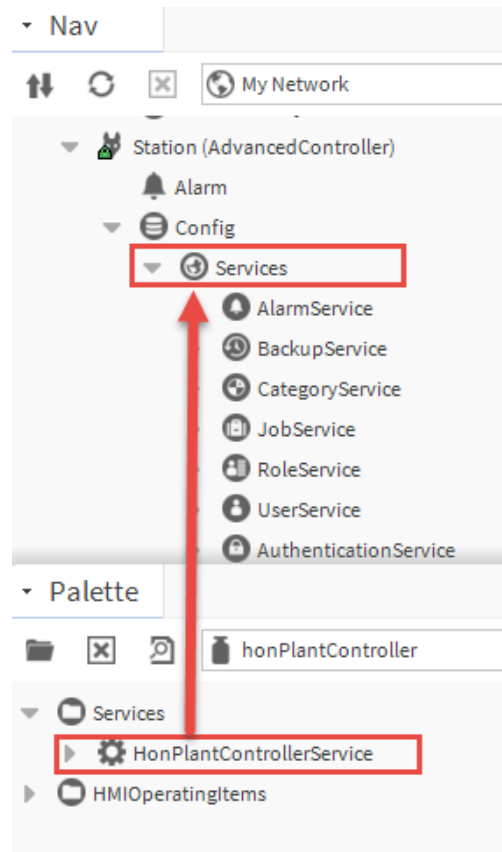 Nav
My Network
Station (AdvancedController)
Alarm
Config
Services
AlarmService
BackupService
CategoryService
JobService
RoleService
UserService
AuthenticationService
Palette
honPlantController
Services
HonPlantControllerService
HMIOperatingItems